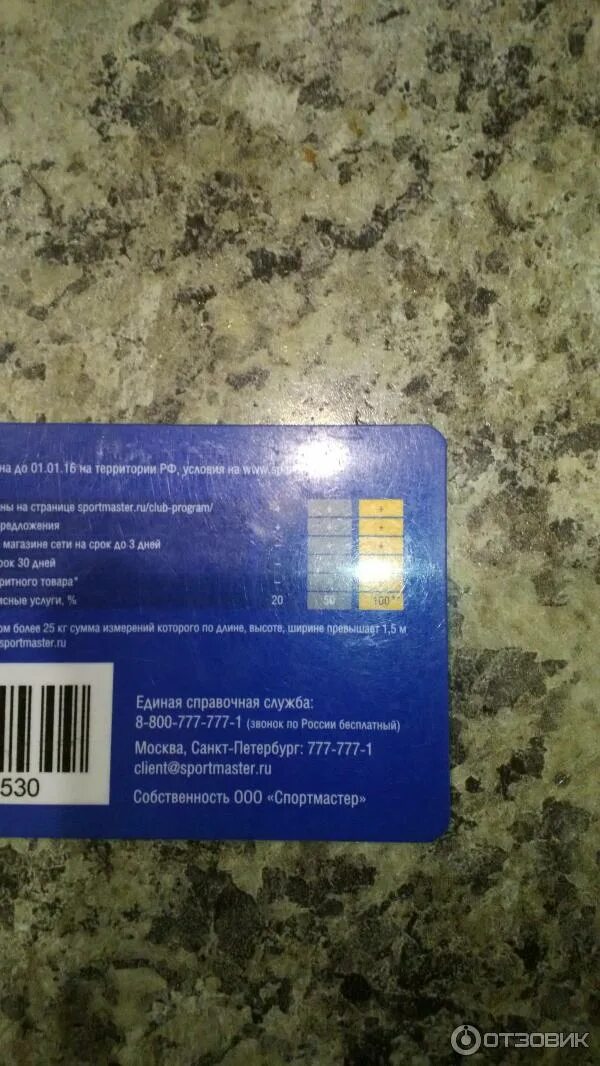 на до 01.01.16 на территории РФ, условия на www.
ны на странице sportmaster.ru/club-program/
редложения
магазине сети на срок до 3 дней
рок 30 дней
ритного товара*
исные услуги, % 20 50 100**
ом более 25 кг сумма измерений которого по длине, высоте, ширине превышает 1,5 м
sportmaster.ru
530
Единая справочная служба:
8-800-777-777-1 (звонок по России бесплатный)
Москва, Санкт-Петербург: 777-777-1
client@sportmaster.ru
Собственность ООО «Спортмастер»
ОТЗОВИК